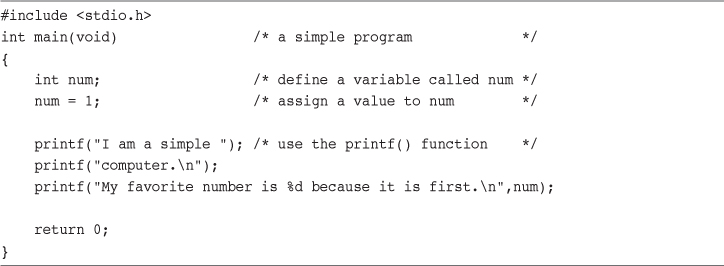 #include <stdio.h>
int main(void)                /* a simple program             */
{
    int num;                  /* define a variable called num */
    num = 1;                  /* assign a value to num        */

    printf("I am a simple "); /* use the printf() function    */
    printf("computer.\n");
    printf("My favorite number is %d because it is first.\n",num);

    return 0;
}